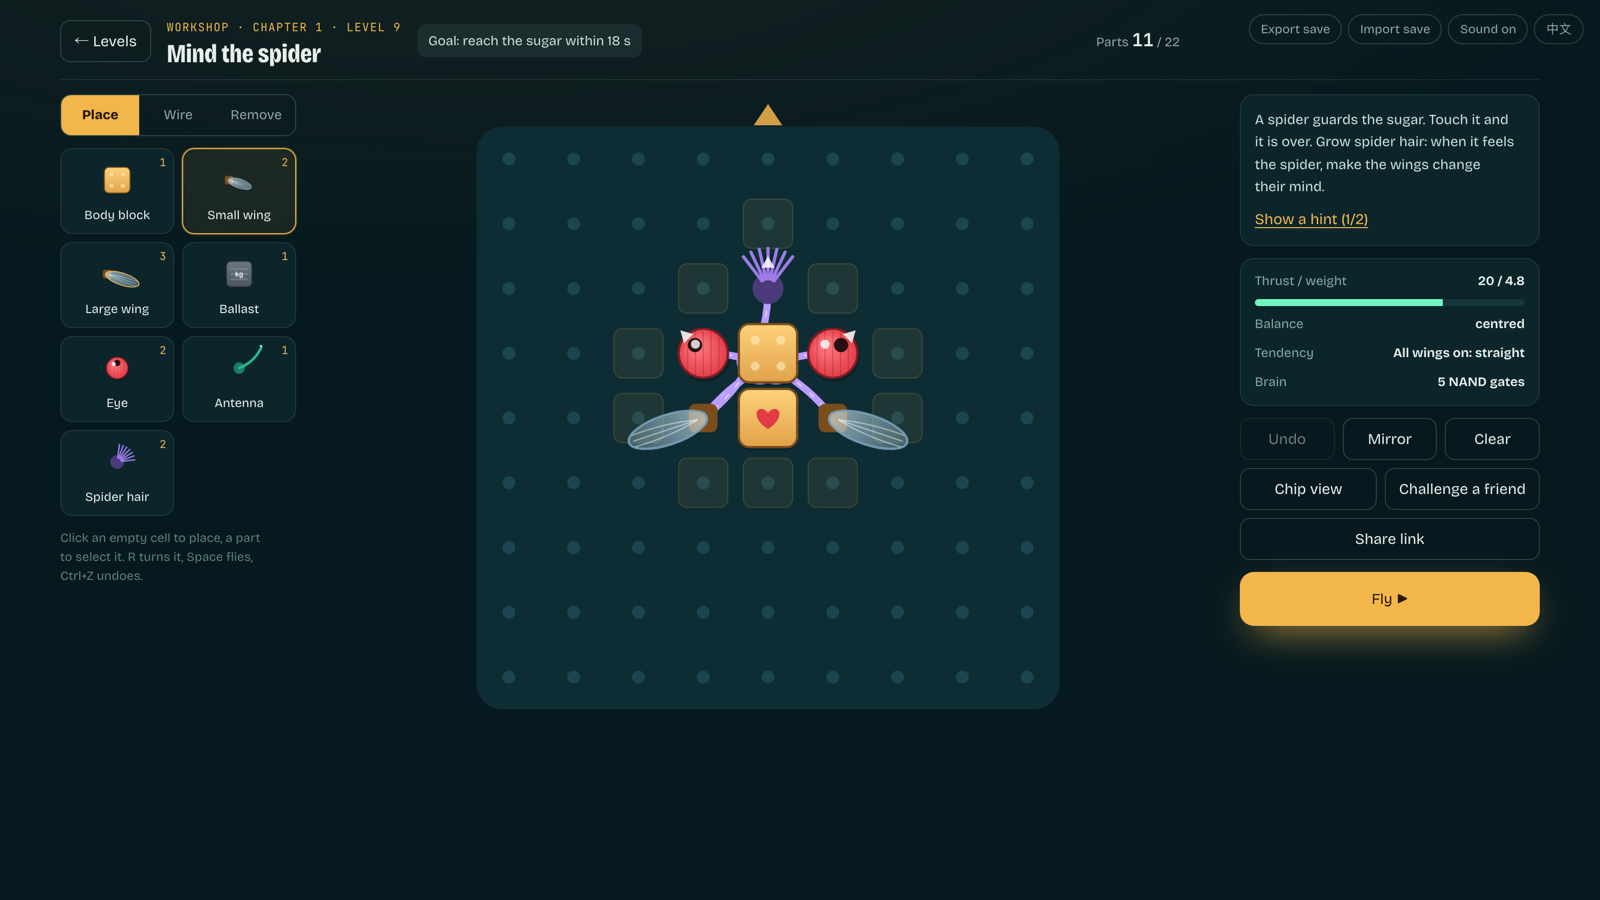 ← Levels
WORKSHOP · CHAPTER 1 · LEVEL 9
Mind the spider
Goal: reach the sugar within 18 s
Parts 11 / 22
Export save
Import save
Sound on
中文
Place
Wire
Remove
1
Body block
2
Small wing
3
Large wing
kg
1
Ballast
2
Eye
1
Antenna
2
Spider hair
Click an empty cell to place, a part
to select it. R turns it, Space flies,
Ctrl+Z undoes.
A spider guards the sugar. Touch it and
it is over. Grow spider hair: when it feels
the spider, make the wings change
their mind.
Show a hint (1/2)
Thrust / weight 20 / 4.8
Balance centred
Tendency All wings on: straight
Brain 5 NAND gates
Undo
Mirror
Clear
Chip view
Challenge a friend
Share link
Fly ▶